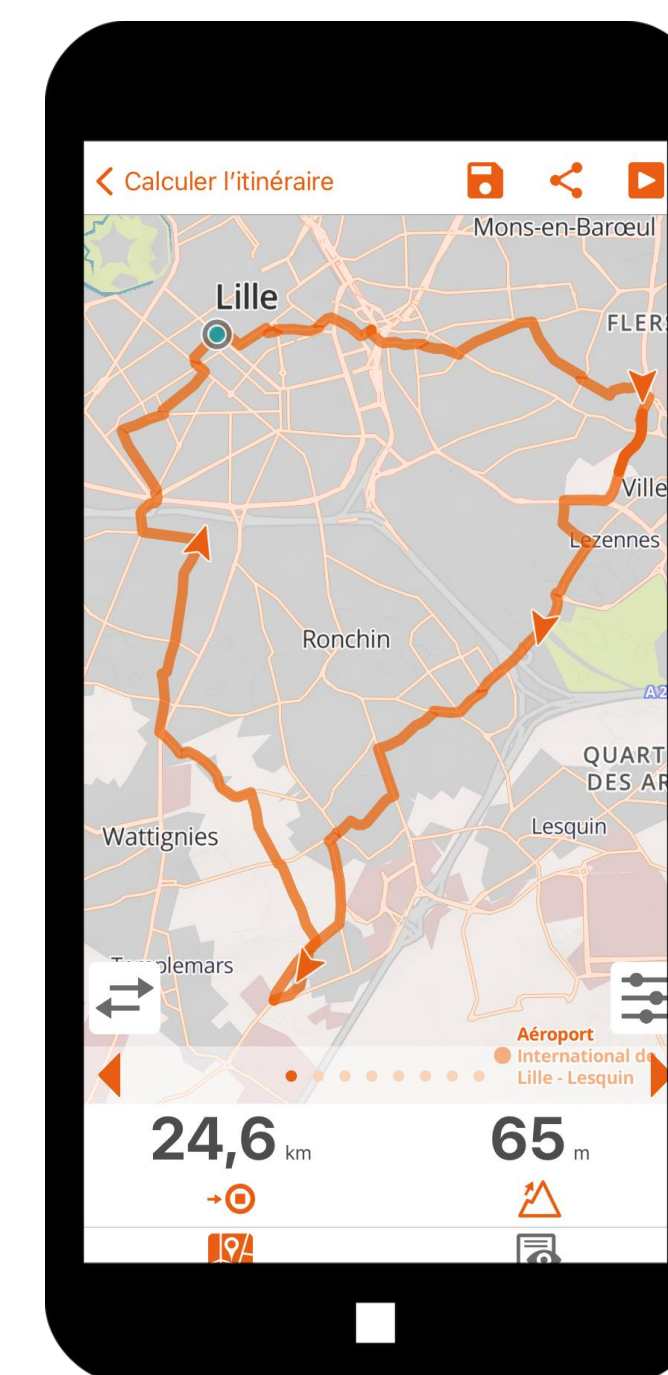 Calculer l'itinéraire
Mons-en-Barœul
Lille
FLERS
Ville
Lezennes
Ronchin
A 2
QUART
DES AR
Lesquin
Wattignies
Templemars
Aéroport
International de
Lille - Lesquin
24,6 km
65 m